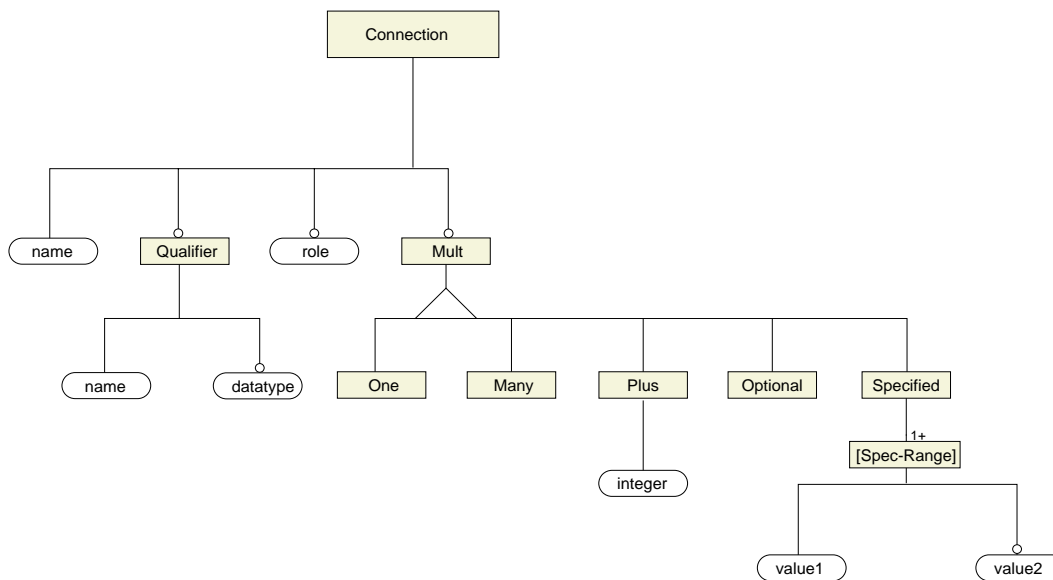 Connection
name
Qualifier
role
Mult
name
datatype
One
Many
Plus
Optional
Specified
1+
[Spec-Range]
integer
value1
value2